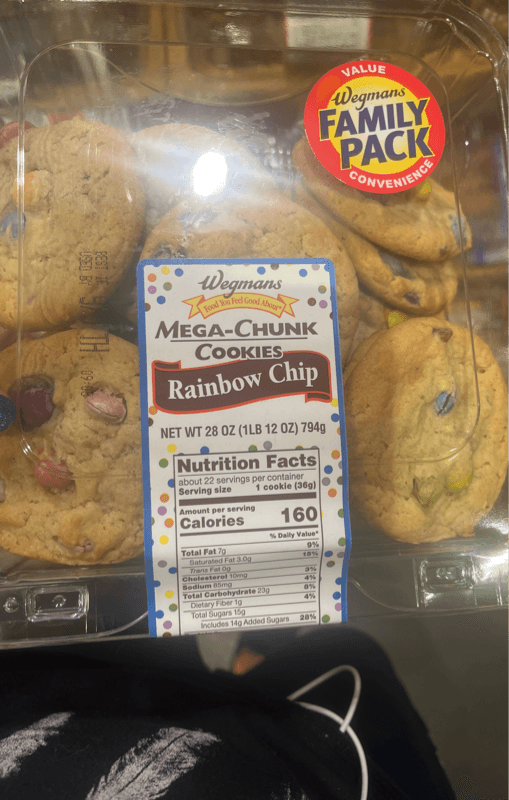 VALUE
Wegmans
FAMILY
PACK
CONVENIENCE
Wegmans
Food You Feel Good About
MEGA-CHUNK
COOKIES
Rainbow Chip
NET WT 28 OZ (1LB 12 OZ) 794g
Nutrition Facts
about 22 servings per container
Serving size 1 cookie (36g)
Amount per serving
Calories 160
% Daily Value*
Total Fat 7g 9%
Saturated Fat 3.0g 15%
Trans Fat 0g
Cholesterol 10mg 3%
Sodium 85mg 4%
Total Carbohydrate 23g 8%
Dietary Fiber 1g 4%
Total Sugars 15g
Includes 14g Added Sugars 28%